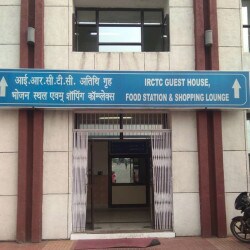 आई.आर.सी.टी.सी. अतिथि गृह
भोजन स्थल एवम् शॉपिंग कॉम्प्लेक्स
IRCTC GUEST HOUSE,
FOOD STATION & SHOPPING LOUNGE